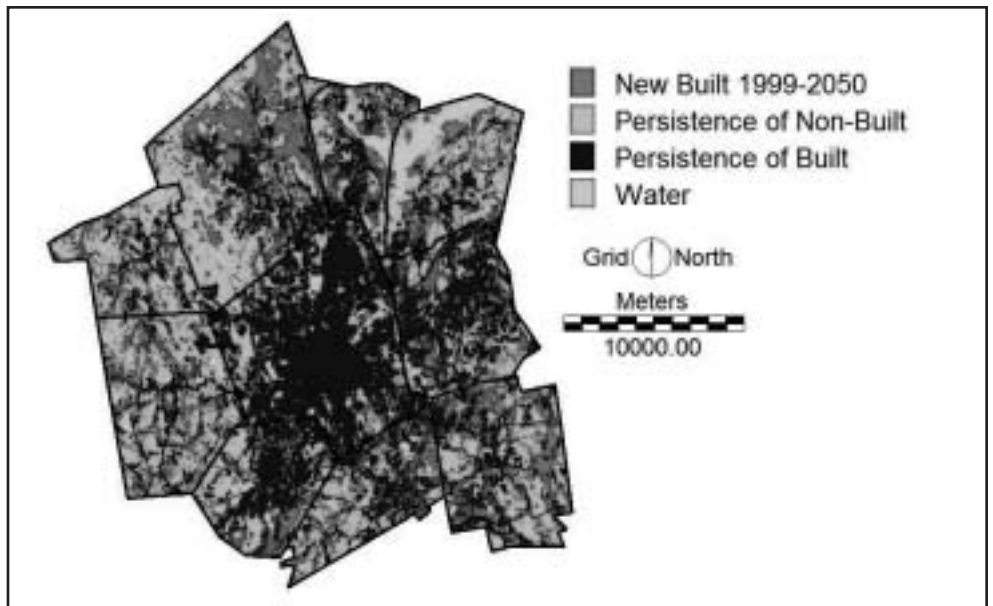 New Built 1999-2050
Persistence of Non-Built
Persistence of Built
Water
Grid North
Meters
10000.00